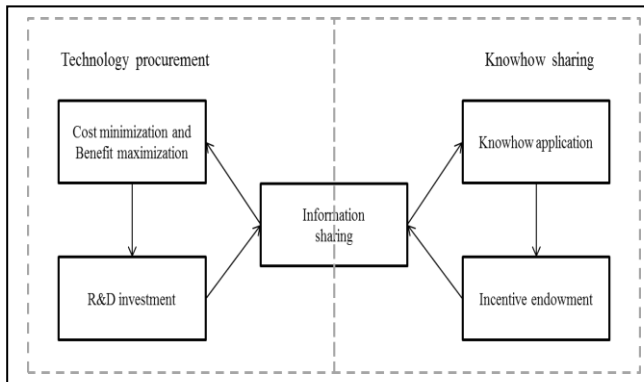 Technology procurement
Knowhow sharing
Cost minimization and
Benefit maximization
Knowhow application
Information
sharing
R&D investment
Incentive endowment